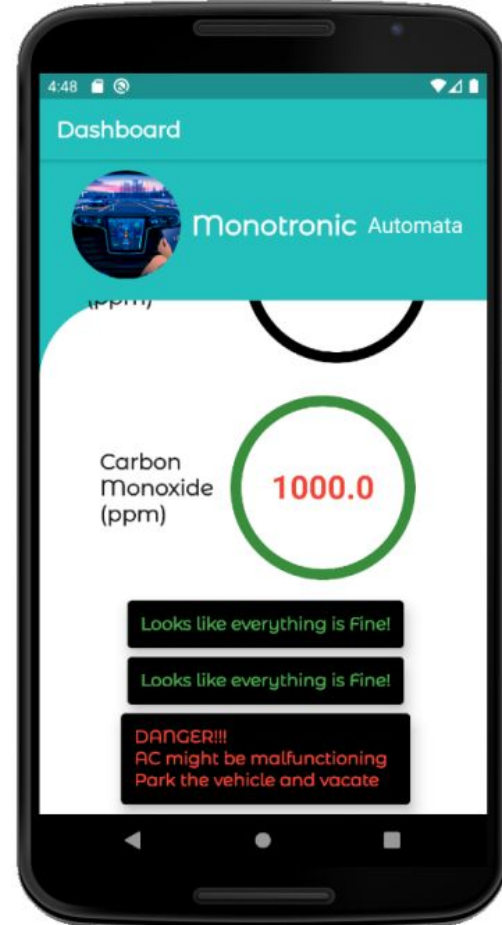 4:48
Dashboard
Monotronic Automata
(ppm)
Carbon
Monoxide
(ppm)
1000.0
Looks like everything is Fine!
Looks like everything is Fine!
DANGER!!!
AC might be malfunctioning
Park the vehicle and vacate